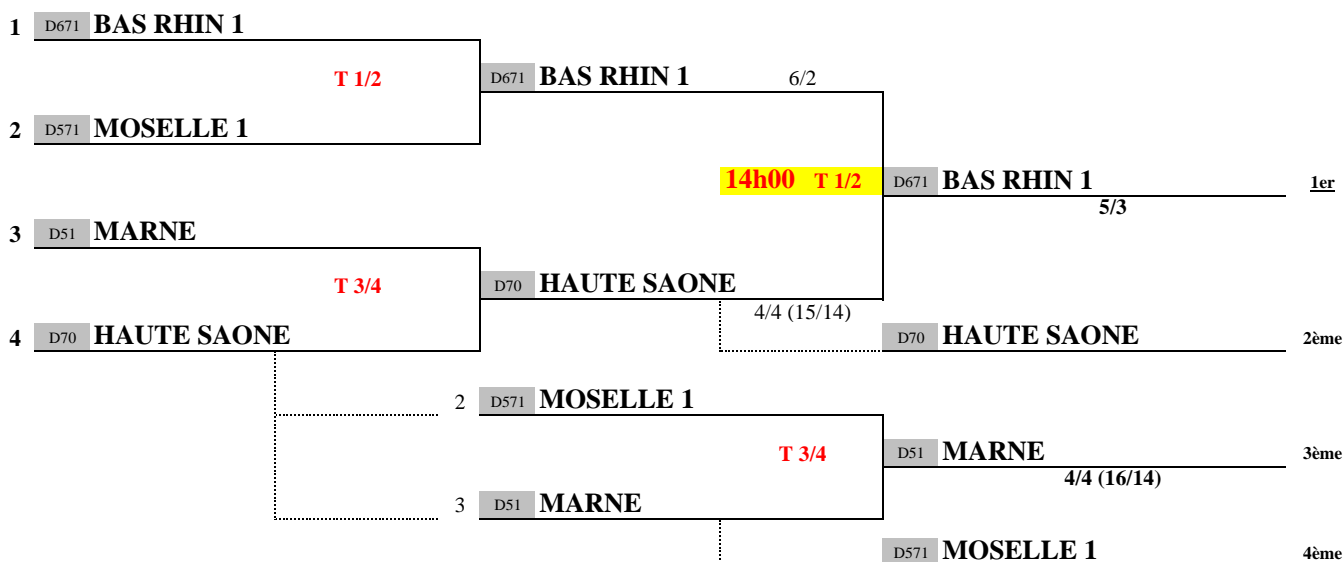 1 D671 BAS RHIN 1
T 1/2 D671 BAS RHIN 1 6/2
2 D571 MOSELLE 1
14h00 T 1/2 D671 BAS RHIN 1 1er
5/3
3 D51 MARNE
T 3/4 D70 HAUTE SAONE
4/4 (15/14)
4 D70 HAUTE SAONE D70 HAUTE SAONE 2ème
2 D571 MOSELLE 1
T 3/4 D51 MARNE 3ème
4/4 (16/14)
3 D51 MARNE
D571 MOSELLE 1 4ème